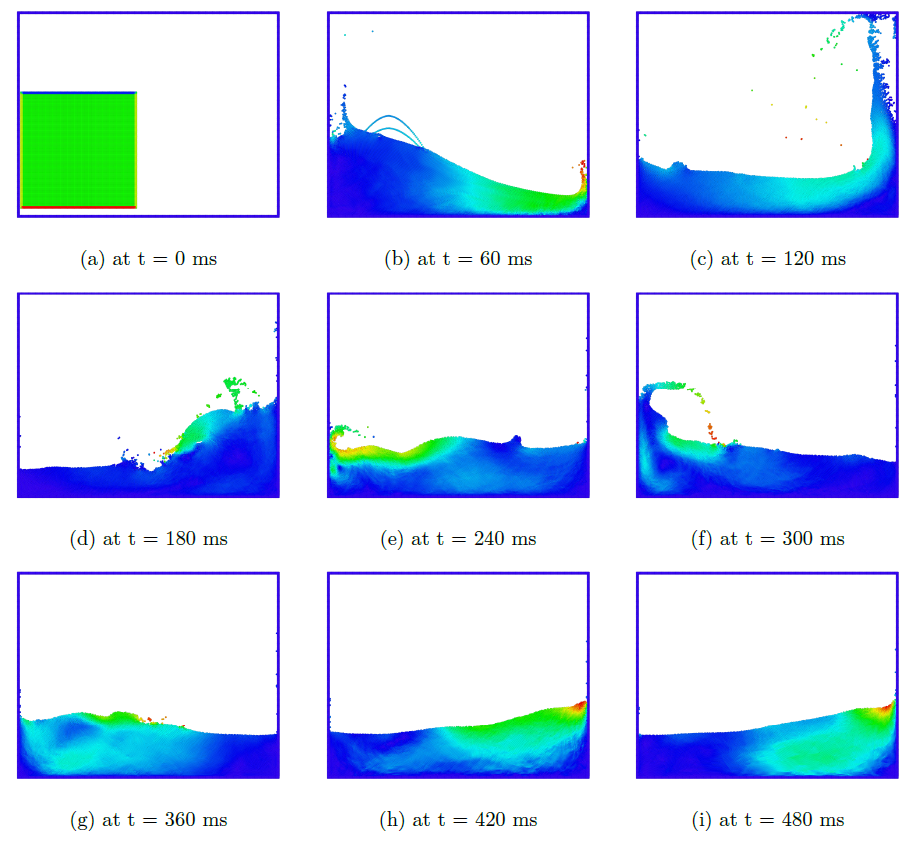 (a) at t = 0 ms
(b) at t = 60 ms
(c) at t = 120 ms
(d) at t = 180 ms
(e) at t = 240 ms
(f) at t = 300 ms
(g) at t = 360 ms
(h) at t = 420 ms
(i) at t = 480 ms